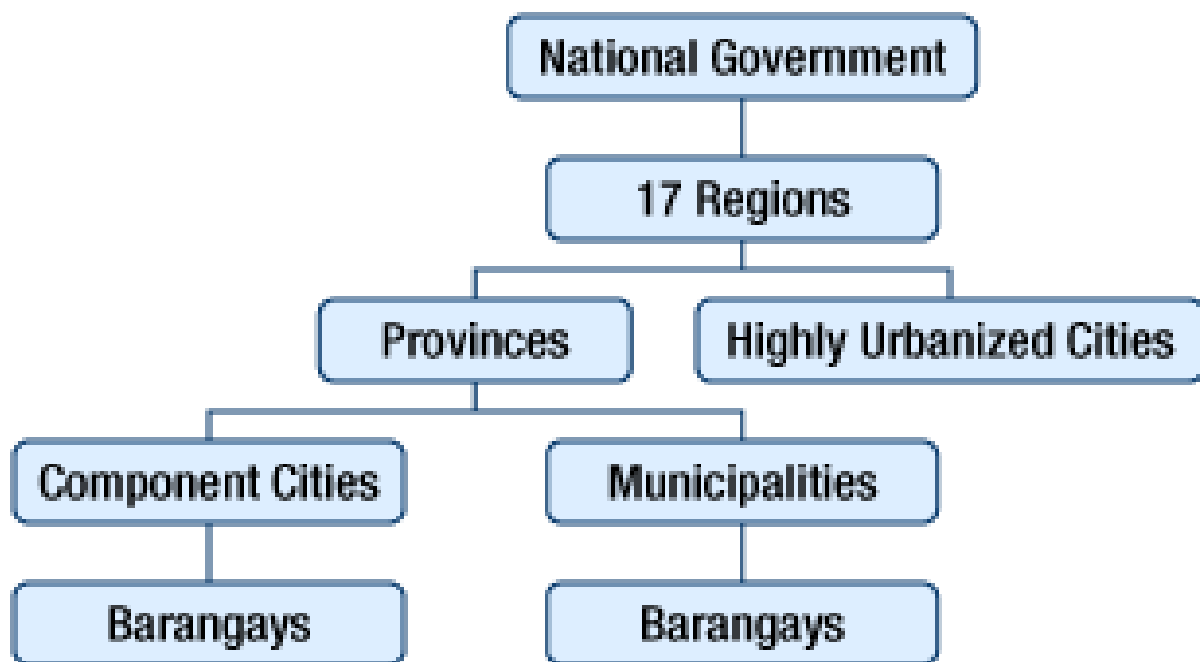 National Government
17 Regions
Provinces
Highly Urbanized Cities
Component Cities
Municipalities
Barangays
Barangays